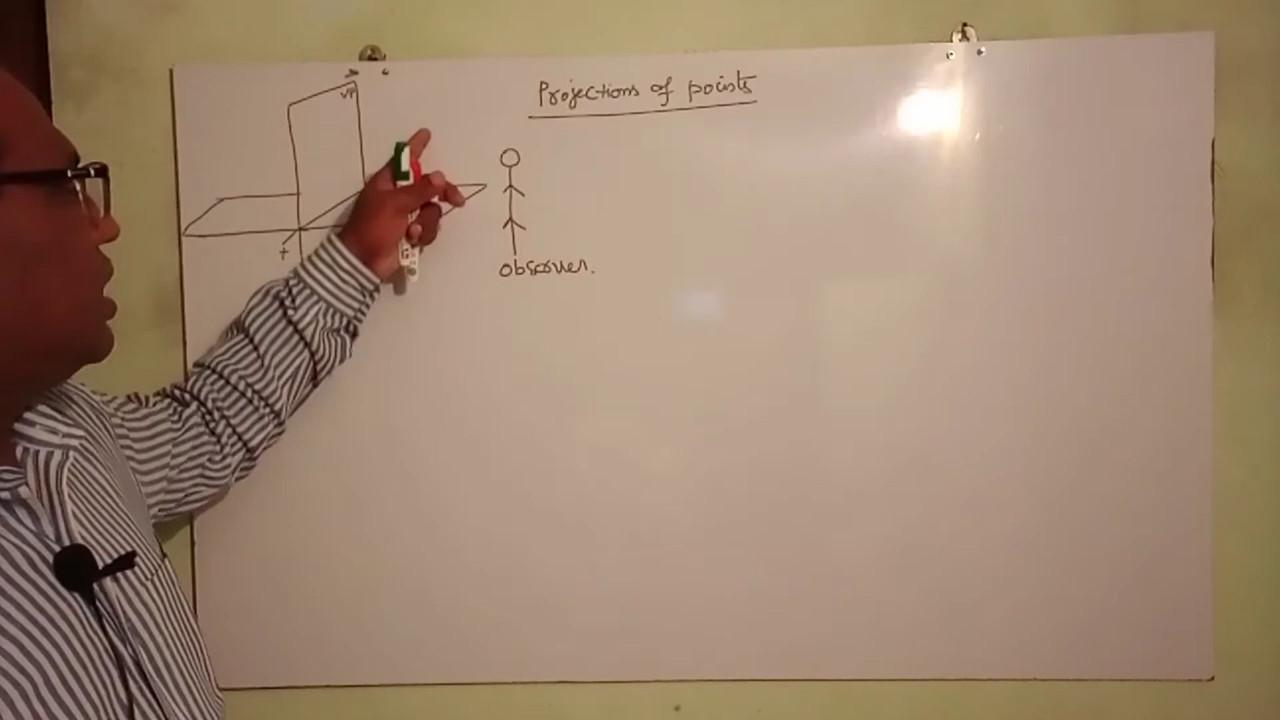 Projections of points
VP
observer.